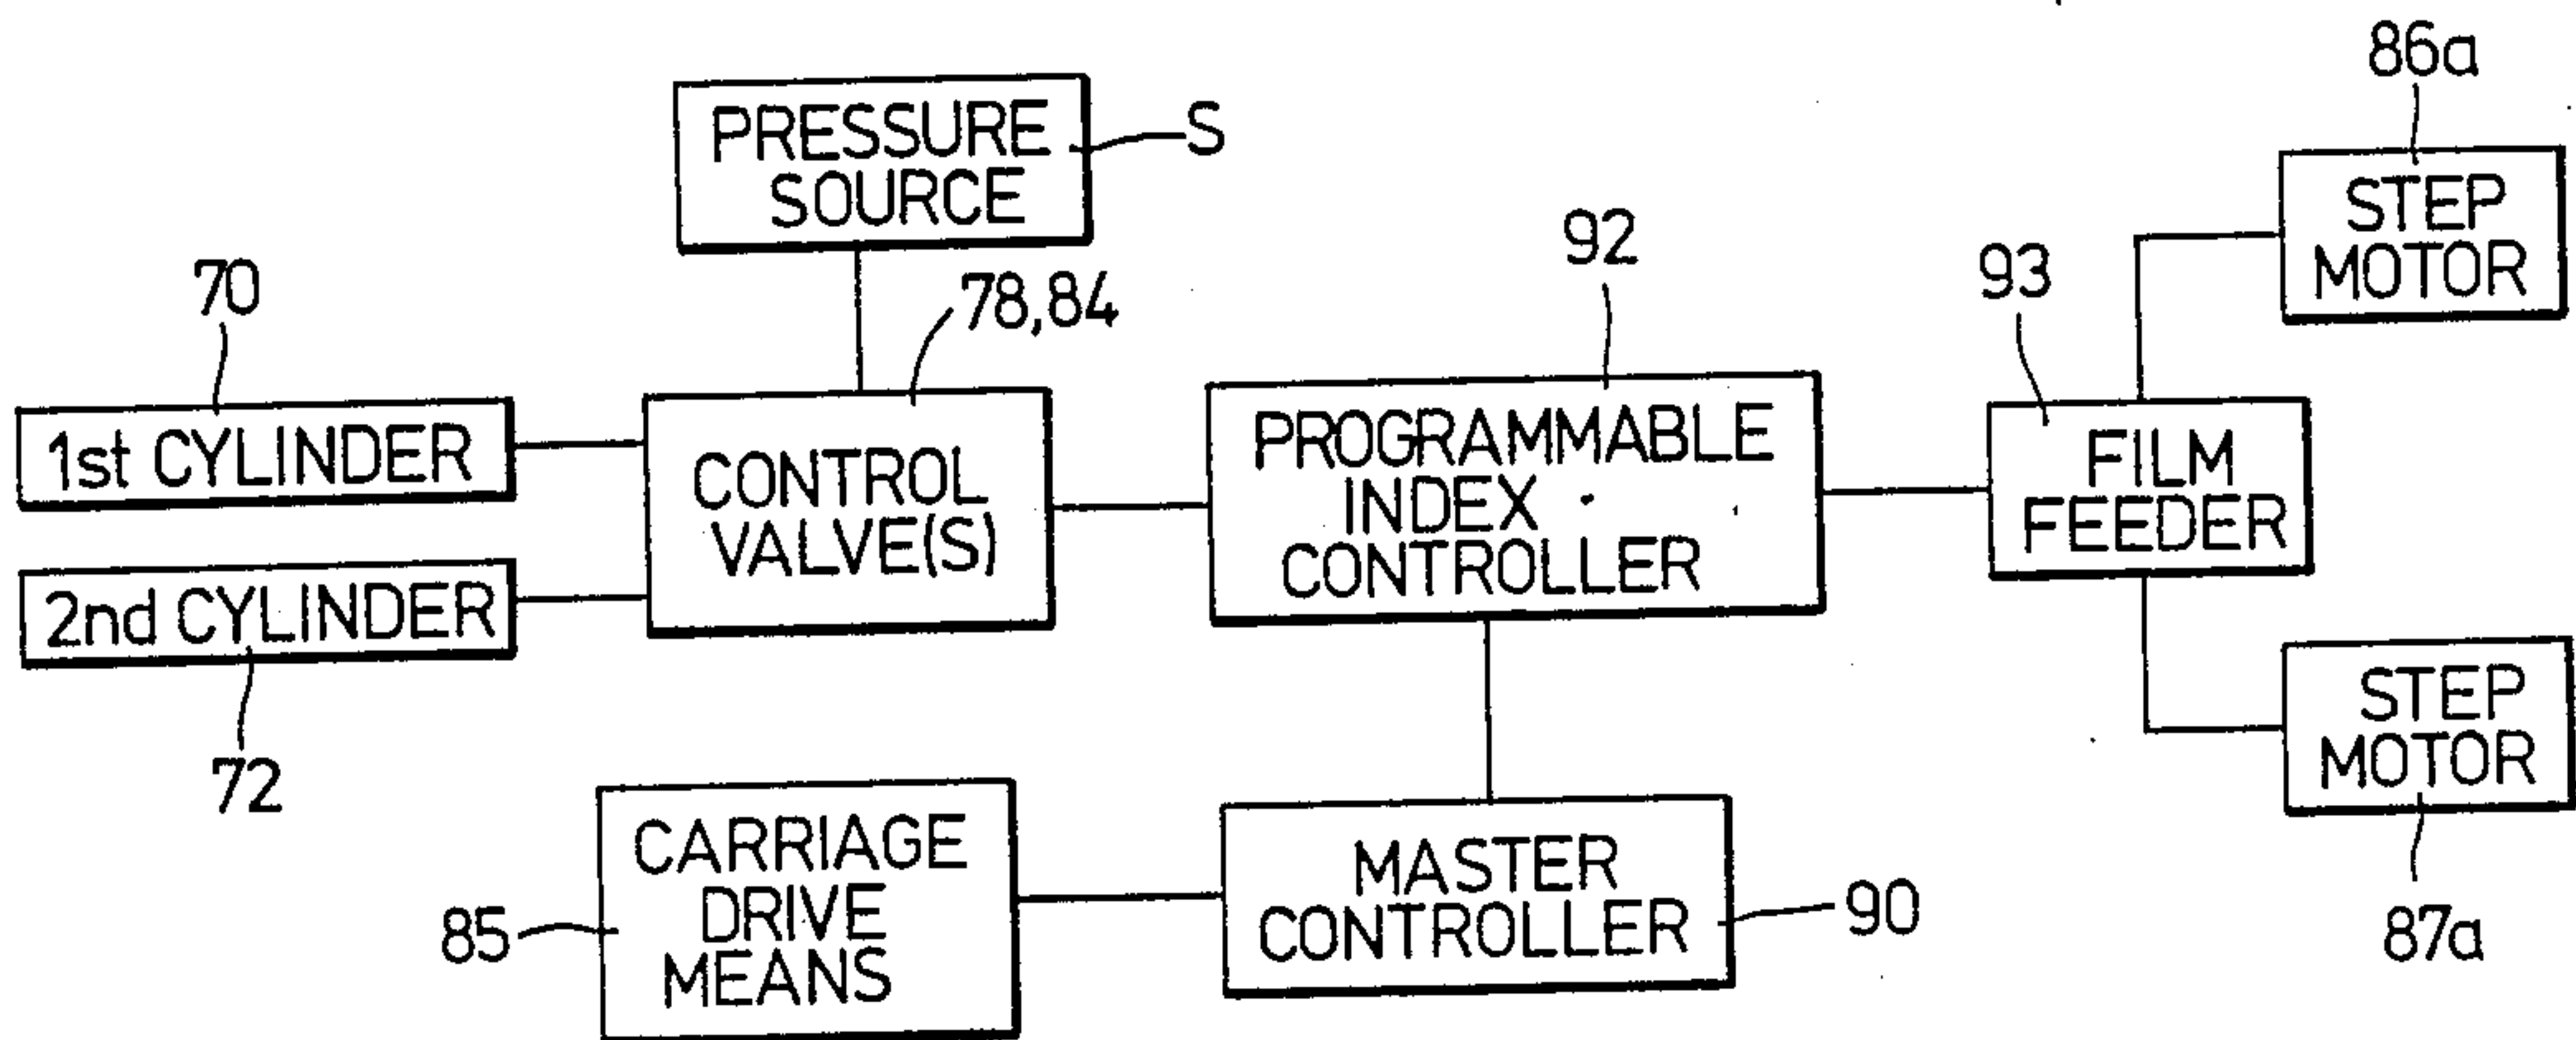 86a
PRESSURE
SOURCE
S
STEP
MOTOR
92
93
70
78,84
1st CYLINDER
CONTROL
VALVE(S)
PROGRAMMABLE
INDEX
CONTROLLER
FILM
FEEDER
2nd CYLINDER
72
STEP
MOTOR
CARRIAGE
DRIVE
MEANS
85
MASTER
CONTROLLER
90
87a